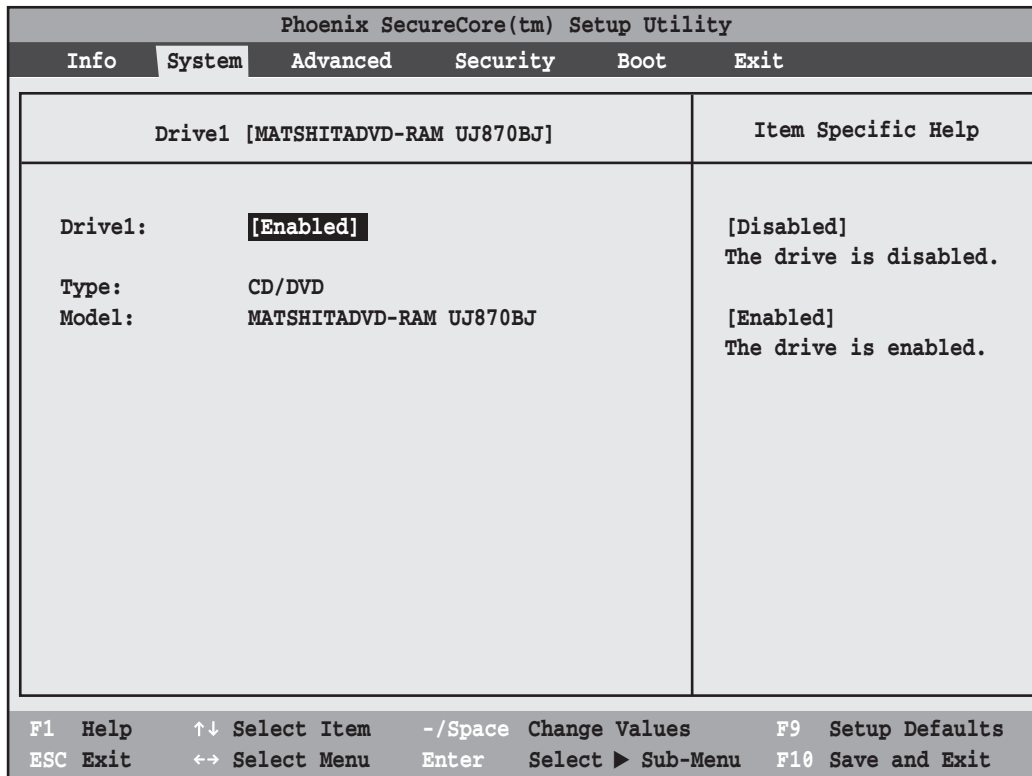 Phoenix SecureCore(tm) Setup Utility
Info System Advanced Security Boot Exit
Drive1 [MATSHITADVD-RAM UJ870BJ]
Item Specific Help
Drive1: [Enabled]
Type: CD/DVD
Model: MATSHITADVD-RAM UJ870BJ
[Disabled]
The drive is disabled.
[Enabled]
The drive is enabled.
F1 Help ↑↓ Select Item -/Space Change Values F9 Setup Defaults
ESC Exit ←→ Select Menu Enter Select ▶ Sub-Menu F10 Save and Exit